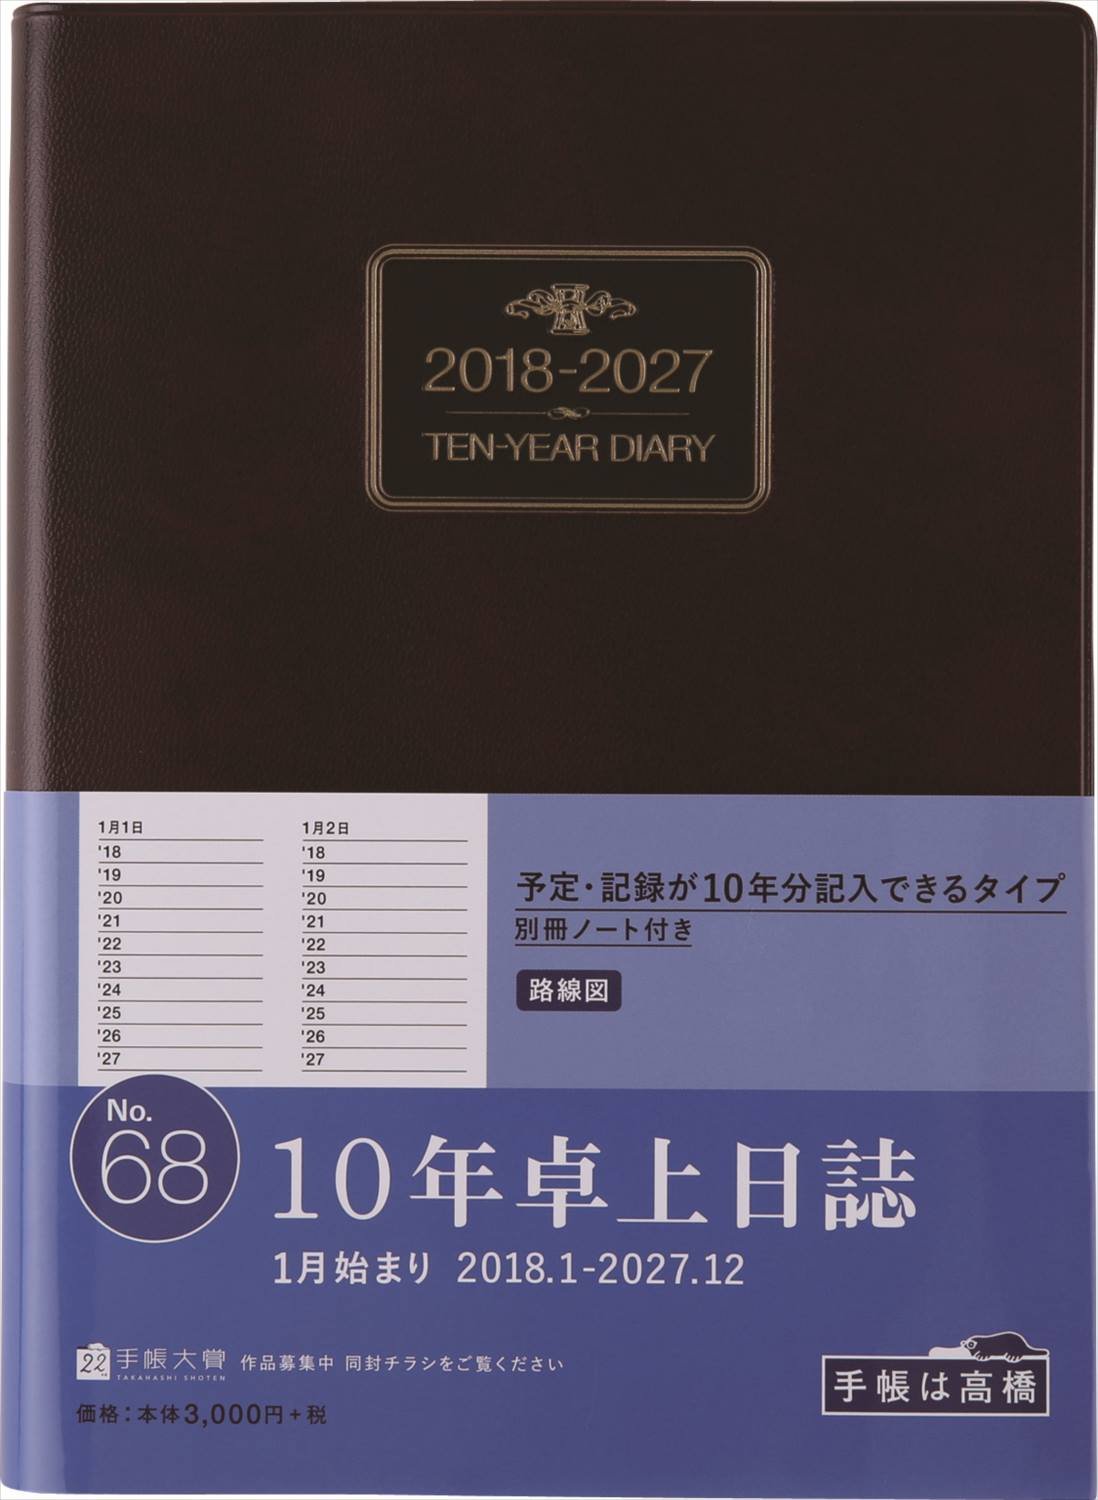 2018-2027
TEN-YEAR DIARY
1月1日
'18
'19
'20
'21
'22
'23
'24
'25
'26
'27
1月2日
'18
'19
'20
'21
'22
'23
'24
'25
'26
'27
予定・記録が10年分記入できるタイプ
別冊ノート付き
路線図
No.
68
10年卓上日誌
1月始まり 2018.1-2027.12
22 手帳大賞 作品募集中 同封チラシをご覧ください
TAKAHASHI SHOTEN
価格：本体3,000円+税
手帳は高橋